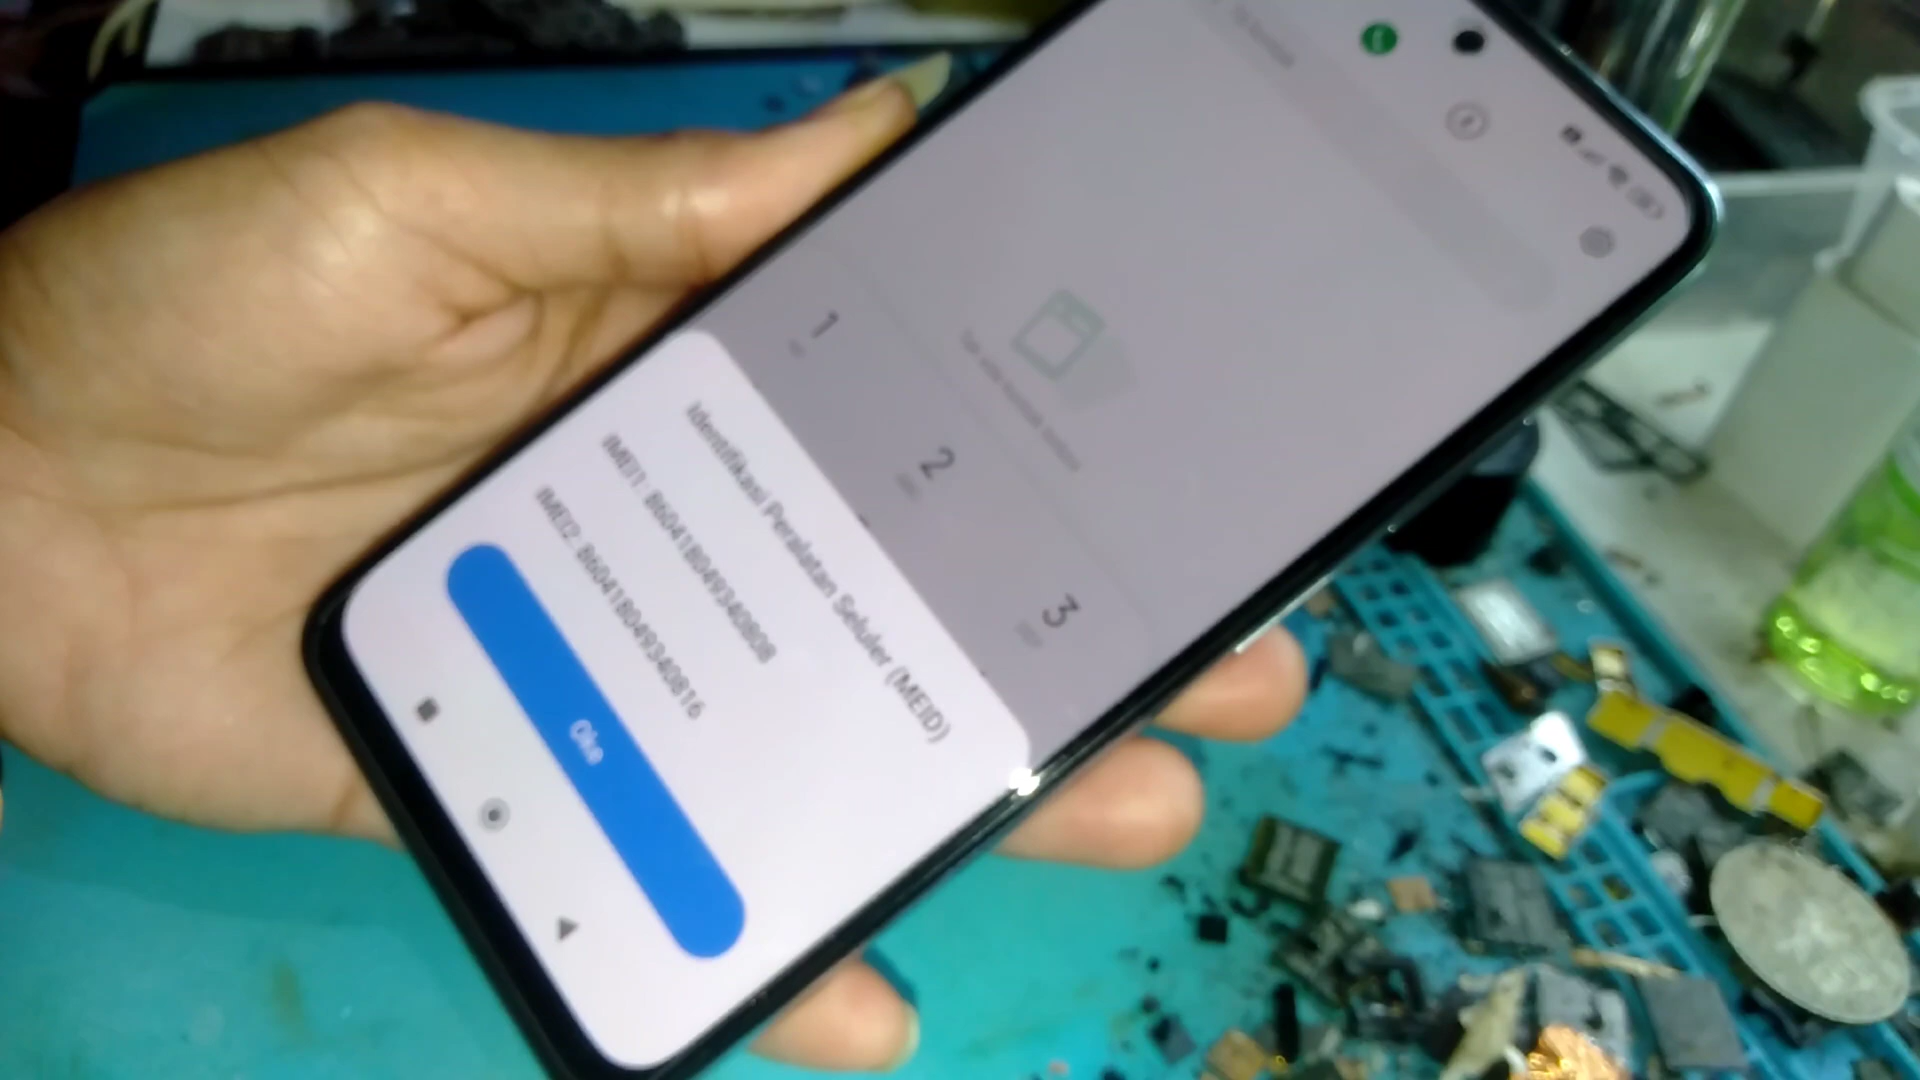 1
2
3
Identifikasi Peralatan Seluler (MEID)
IMEI1: 860418049340808
IMEI2: 860418049340816
Oke